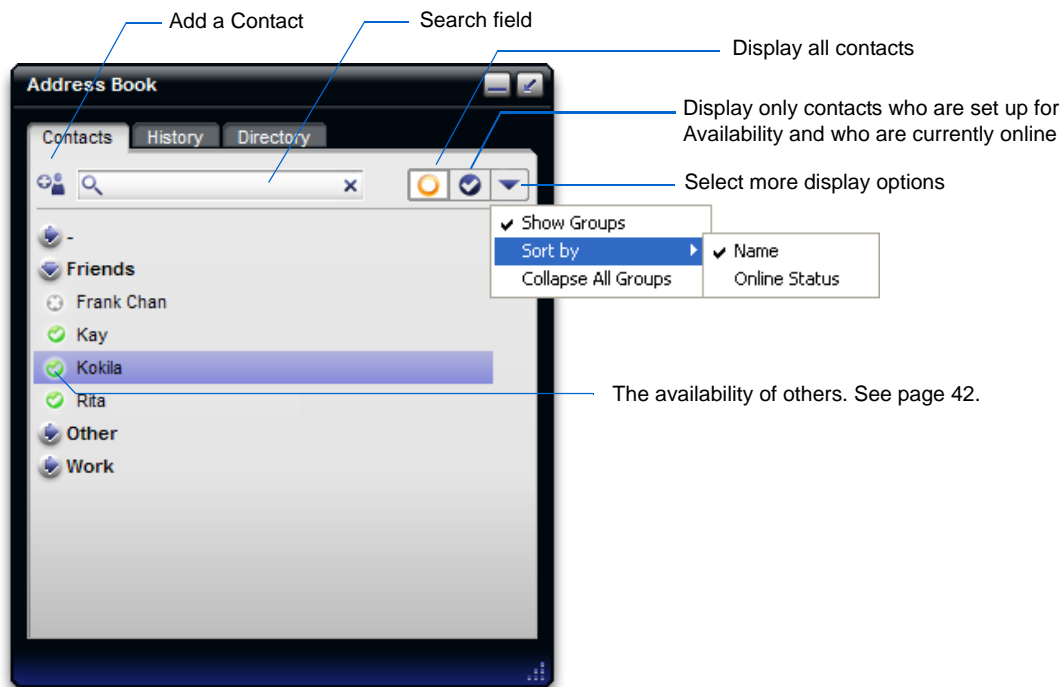 Add a Contact
Search field
Display all contacts
Address Book
Display only contacts who are set up for
Availability and who are currently online
Contacts
History
Directory
Select more display options
Show Groups
-
Sort by
Name
Friends
Collapse All Groups
Online Status
Frank Chan
Kay
Kokila
The availability of others. See page 42.
Rita
Other
Work